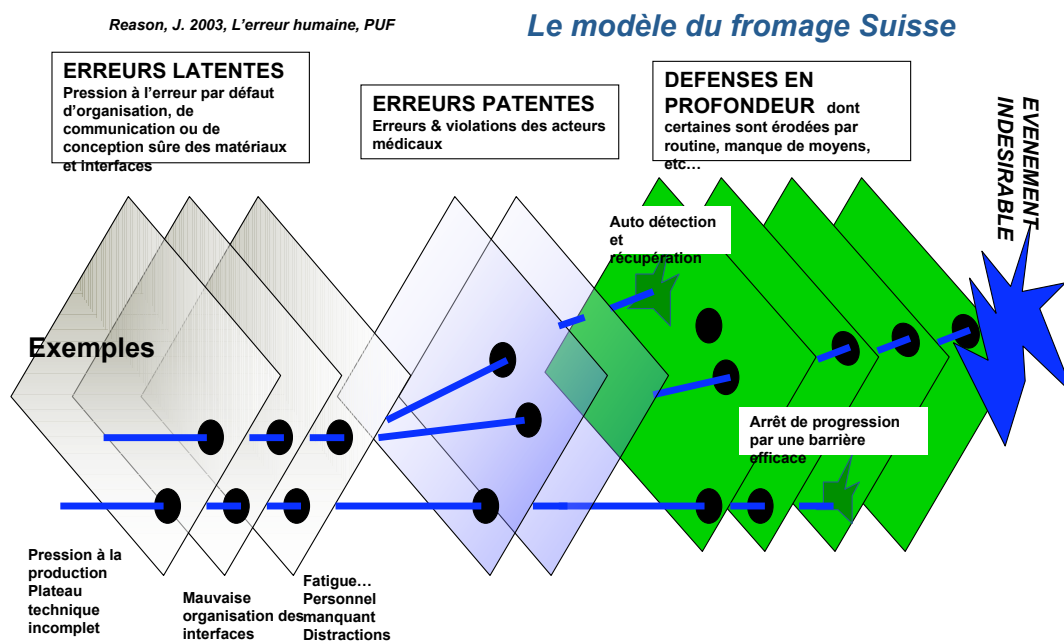 Reason, J. 2003, L'erreur humaine, PUF
Le modèle du fromage Suisse
ERREURS LATENTES
Pression à l'erreur par défaut
d'organisation, de
communication ou de
conception sûre des matériaux
et interfaces
ERREURS PATENTES
Erreurs & violations des acteurs
médicaux
DEFENSES EN
PROFONDEUR dont
certaines sont érodées par
routine, manque de moyens,
etc…
EVENEMENT
INDESIRABLE
Auto détection
et
récupération
Exemples
Arrêt de progression
par une barrière
efficace
Pression à la
production
Plateau
technique
incomplet
Mauvaise
organisation des
interfaces
Fatigue…
Personnel
manquant
Distractions